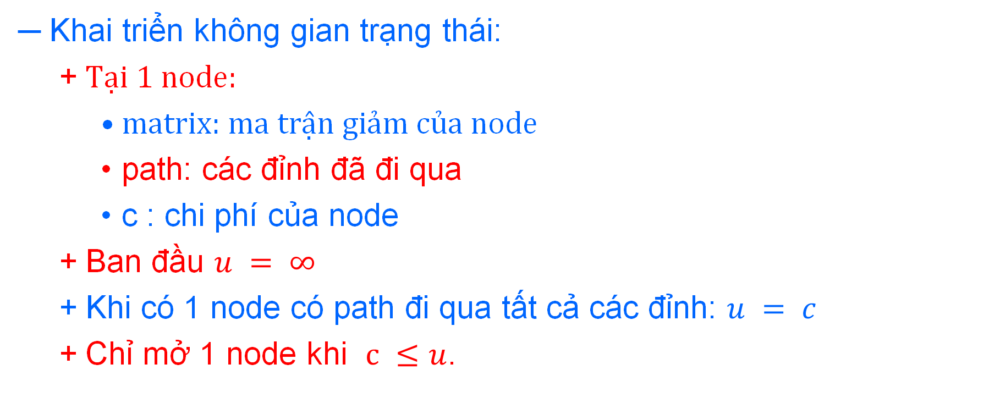 — Khai triển không gian trạng thái:
+ Tại 1 node:
• matrix: ma trận giảm của node
• path: các đỉnh đã đi qua
• c : chi phí của node
+ Ban đầu u = ∞
+ Khi có 1 node có path đi qua tất cả các đỉnh: u = c
+ Chỉ mở 1 node khi c ≤ u.